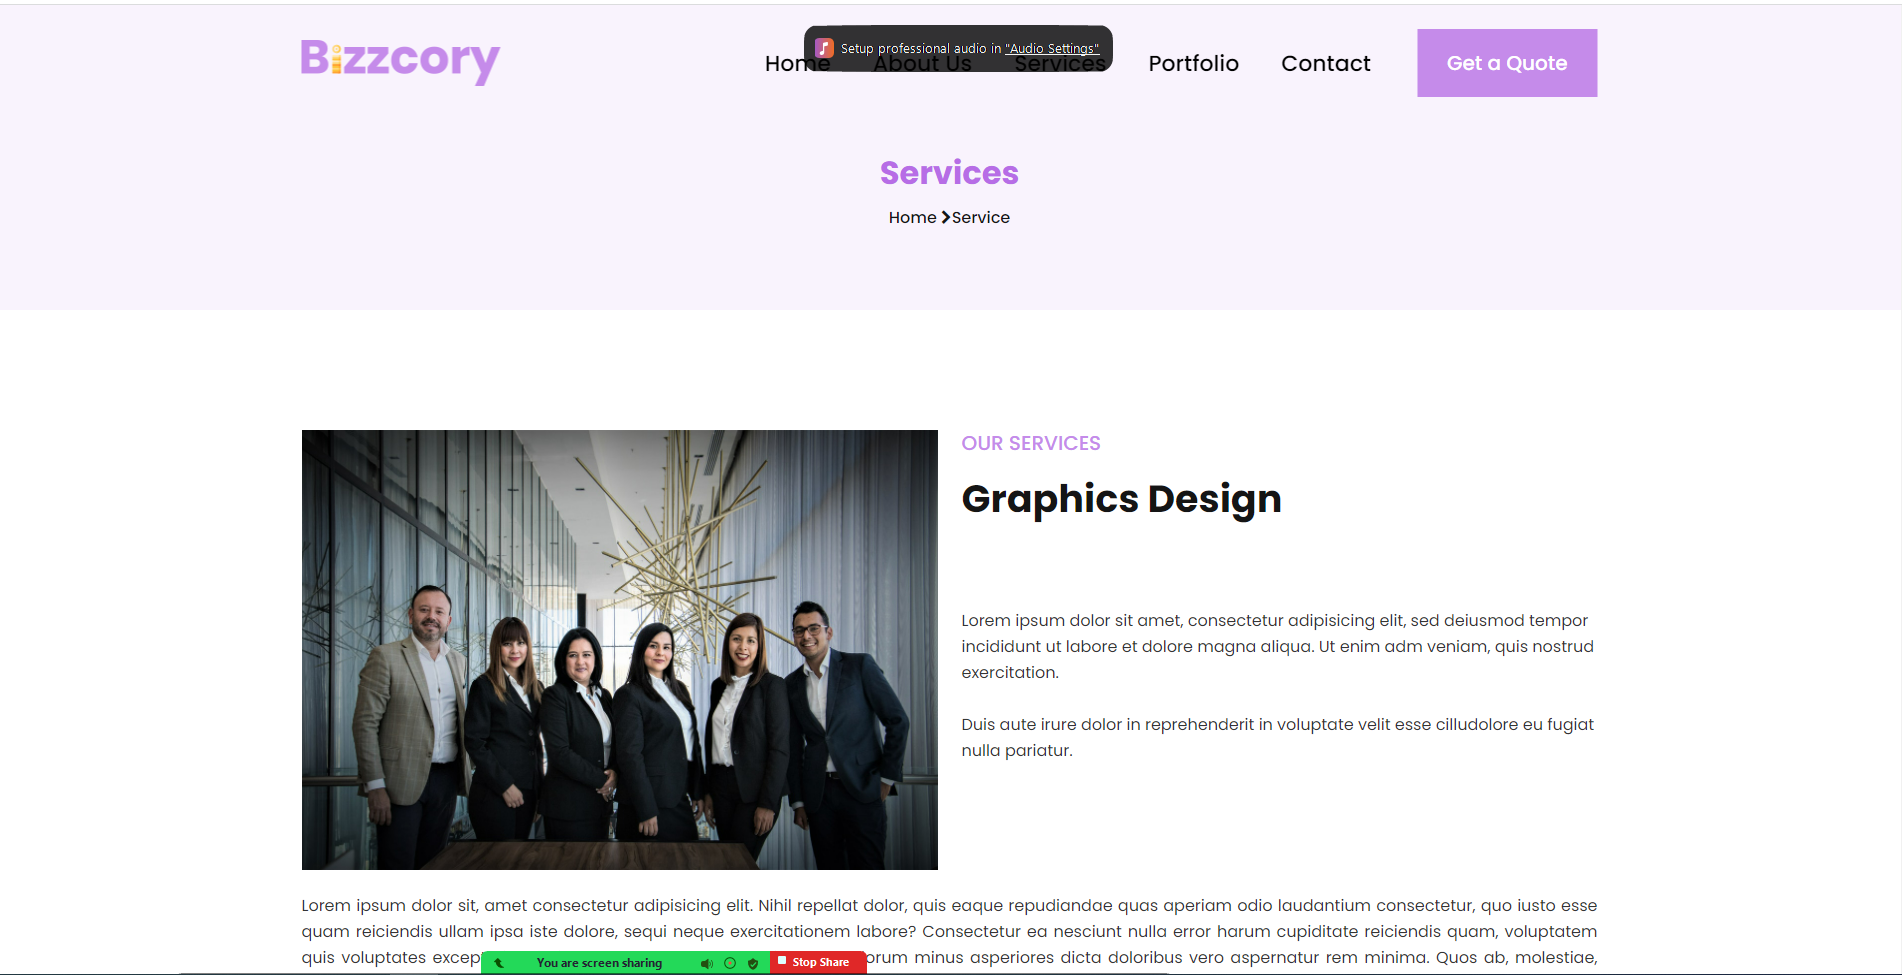 Bizzcory
Home About Us Services Portfolio Contact Get a Quote
Setup professional audio in "Audio Settings"
Services
Home Service
OUR SERVICES
Graphics Design
Lorem ipsum dolor sit amet, consectetur adipisicing elit, sed deiusmod tempor
incididunt ut labore et dolore magna aliqua. Ut enim adm veniam, quis nostrud
exercitation.
Duis aute irure dolor in reprehenderit in voluptate velit esse cilludolore eu fugiat
nulla pariatur.
Lorem ipsum dolor sit, amet consectetur adipisicing elit. Nihil repellat dolor, quis eaque repudiandae quas aperiam odio laudantium consectetur, quo iusto esse
quam reiciendis ullam ipsa iste dolore, sequi neque exercitationem labore? Consectetur ea nesciunt nulla error harum cupiditate reiciendis quam, voluptatem
quis voluptates minus asperiores dicta doloribus vero aspernatur rem minima. Quos ab, molestiae,
You are screen sharing Stop Share